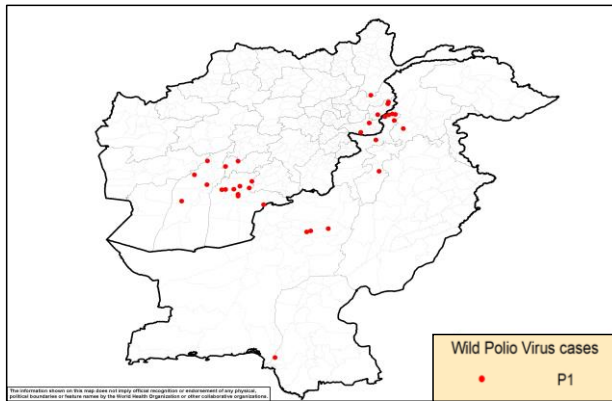 Wild Polio Virus cases
P1
The information shown on this map does not imply official recognition or endorsement of any physical,
political boundaries or feature names by the World Health Organization or other collaborative organizations.